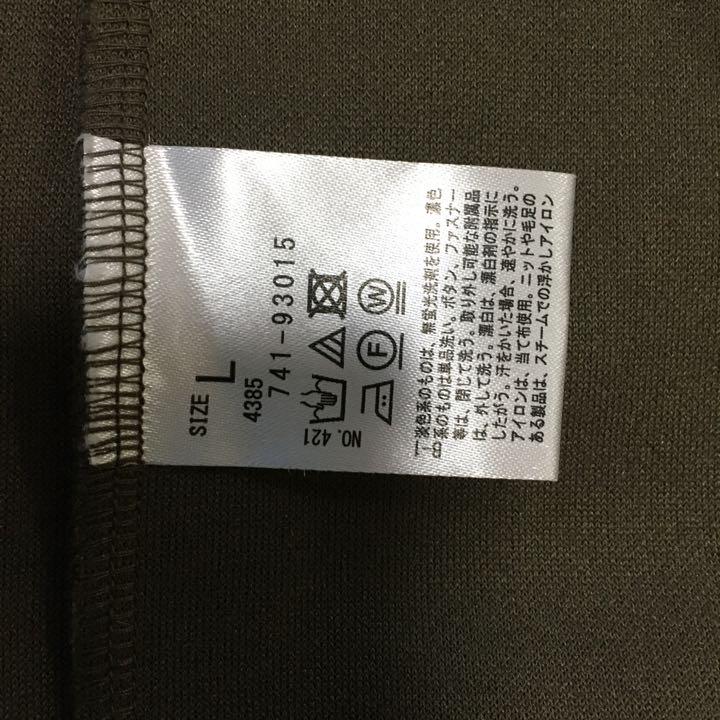 SIZE L
4385
741-93015
NO. 421
F
W
淡色系のものは、無蛍光洗剤を使用。濃色
系のものは単品洗い。ボタン、ファスナー
等は、閉じて洗う。取り外し可能な附属品
は、外して洗う。漂白は、漂白剤の指示に
したがう。汗をかいた場合、速やかに洗う。
アイロンは、当て布使用。ニットや毛足の
ある製品は、スチームでの浮かしアイロン